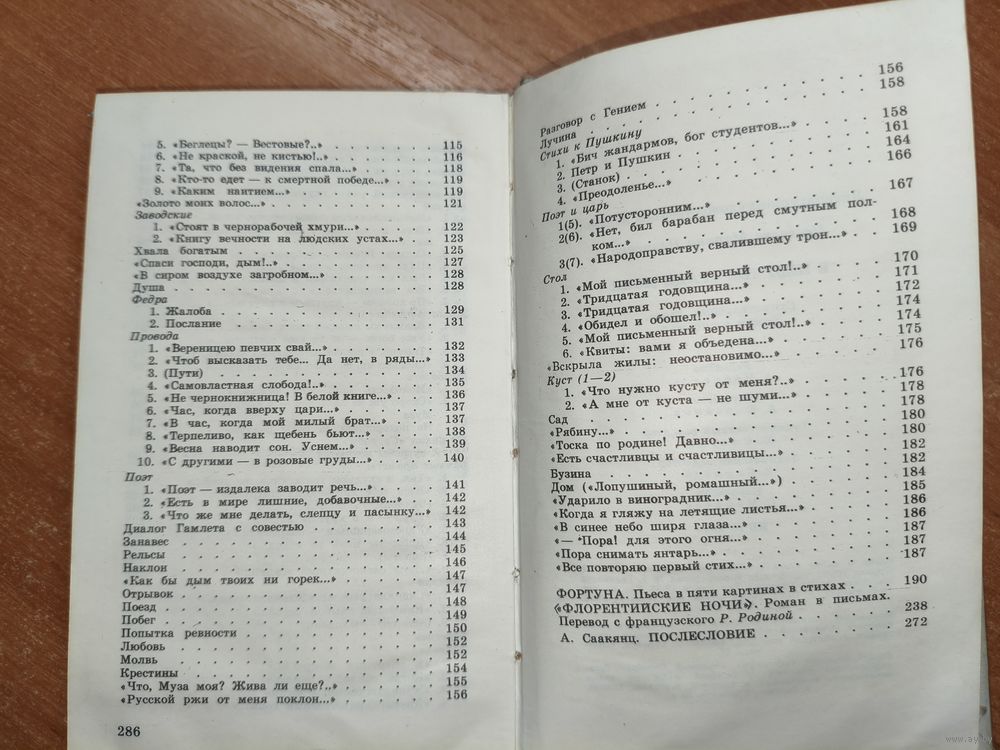 5. «Беглецы? — Вестовые?..» . . . . . . . . 115
6. «Не краской, не кистью!..» . . . . . . . . 116
7. «Та, что без видения спала...» . . . . . . 118
8. «Кто-то едет — к смертной победе...» . . . 119
9. «Каким наитием...» . . . . . . . . . . 119
«Золото моих волос...» . . . . . . . . . . 121
Заводские
1. «Стоят в чернорабочей хмури...» . . . . . 122
2. «Книгу вечности на людских устах...» . . . 123
Хвала богатым . . . . . . . . . . . . 125
«Спаси господи, дым!..» . . . . . . . . . 127
«В сиром воздухе загробном...» . . . . . . . 128
Душа . . . . . . . . . . . . . . . 128
Федра
1. Жалоба . . . . . . . . . . . . . 129
2. Послание . . . . . . . . . . . . 131
Провода
1. «Вереницею певчих свай...» . . . . . . . 132
2. «Чтоб высказать тебе... Да нет, в ряды...» . 133
3. (Пути) . . . . . . . . . . . . . 134
4. «Самовластная слобода!..» . . . . . . . 135
5. «Не чернокнижница! В белой книге...» . . . 136
6. «Час, когда вверху цари...» . . . . . . . 137
7. «В час, когда мой милый брат...» . . . . . 137
8. «Терпеливо, как щебень бьют...» . . . . . 138
9. «Весна наводит сон. Уснем...» . . . . . . 139
10. «С другими — в розовые груды...» . . . . . 140
Поэт
1. «Поэт — издалека заводит речь...» . . . . 141
2. «Есть в мире лишние, добавочные...» . . . 142
3. «Что же мне делать, слепцу и пасынку...» . 142
Диалог Гамлета с совестью . . . . . . . . 143
Занавес . . . . . . . . . . . . . . 144
Рельсы . . . . . . . . . . . . . . 145
Наклон . . . . . . . . . . . . . . 146
«Как бы дым твоих ни горек...» . . . . . . 147
Отрывок . . . . . . . . . . . . . . 147
Поезд . . . . . . . . . . . . . . . 148
Побег . . . . . . . . . . . . . . . 149
Попытка ревности . . . . . . . . . . . 150
Любовь . . . . . . . . . . . . . . 152
Молвь . . . . . . . . . . . . . . . 152
Крестины . . . . . . . . . . . . . . 154
«Что, Муза моя? Жива ли еще?..» . . . . . . 155
«Русской ржи от меня поклон...» . . . . . . 156
286
Разговор с Гением . . . . . . . . . . . 156
Лучина . . . . . . . . . . . . . . 158
Стихи к Пушкину
1. «Бич жандармов, бог студентов...» . . . . . 158
2. Петр и Пушкин . . . . . . . . . . 161
3. (Станок) . . . . . . . . . . . . 164
4. «Преодоленье...» . . . . . . . . . . 166
Поэт и царь
1(5). «Потусторонним...» . . . . . . . . . 167
2(6). «Нет, бил барабан перед смутным пол-
ком...» . . . . . . . . . . . . 168
3(7). «Народоправству, свалившему трон...» . . 169
Стол
1. «Мой письменный верный стол!..» . . . . . 170
2. «Тридцатая годовщина...» . . . . . . . . 171
3. «Тридцатая годовщина...» . . . . . . . . 172
4. «Обидел и обошел!..» . . . . . . . . . 174
5. «Мой письменный верный стол!..» . . . . . 174
6. «Квиты: вами я объедена...» . . . . . . . 175
«Вскрыла жилы: неостановимо...» . . . . . . . 176
Куст (1—2)
1. «Что нужно кусту от меня?..» . . . . . . 176
2. «А мне от куста — не шуми...» . . . . . . 178
Сад . . . . . . . . . . . . . . . 178
«Рябину...» . . . . . . . . . . . . . 180
«Тоска по родине! Давно...» . . . . . . . . 180
«Есть счастливцы и счастливицы...» . . . . . 182
Бузина . . . . . . . . . . . . . . 182
Дом («Лопушиный, ромашный...») . . . . . . 184
«Ударило в виноградник...» . . . . . . . . 185
«Когда я гляжу на летящие листья...» . . . . 186
«В синее небо ширя глаза...» . . . . . . . 186
«— Пора! для этого огня...» . . . . . . . 187
«Пора снимать янтарь...» . . . . . . . . . 187
«Все повторяю первый стих...» . . . . . . . 187
ФОРТУНА. Пьеса в пяти картинах в стихах . . . 190
«ФЛОРЕНТИЙСКИЕ НОЧИ». Роман в письмах.
Перевод с французского Р. Родиной . . . . . 238
А. Саакянц. ПОСЛЕСЛОВИЕ . . . . . . . . 272
www.ay.by